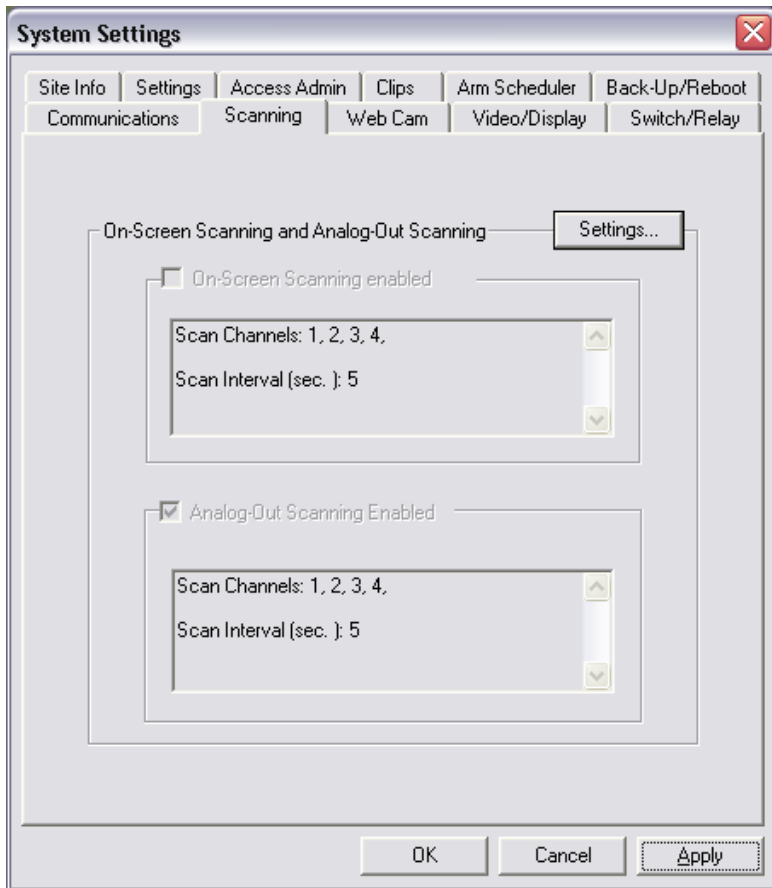 System Settings
Site Info Settings Access Admin Clips Arm Scheduler Back-Up/Reboot
Communications Scanning Web Cam Video/Display Switch/Relay
On-Screen Scanning and Analog-Out Scanning Settings...
On-Screen Scanning enabled
Scan Channels: 1, 2, 3, 4,
Scan Interval (sec. ): 5
Analog-Out Scanning Enabled
Scan Channels: 1, 2, 3, 4,
Scan Interval (sec. ): 5
OK Cancel Apply